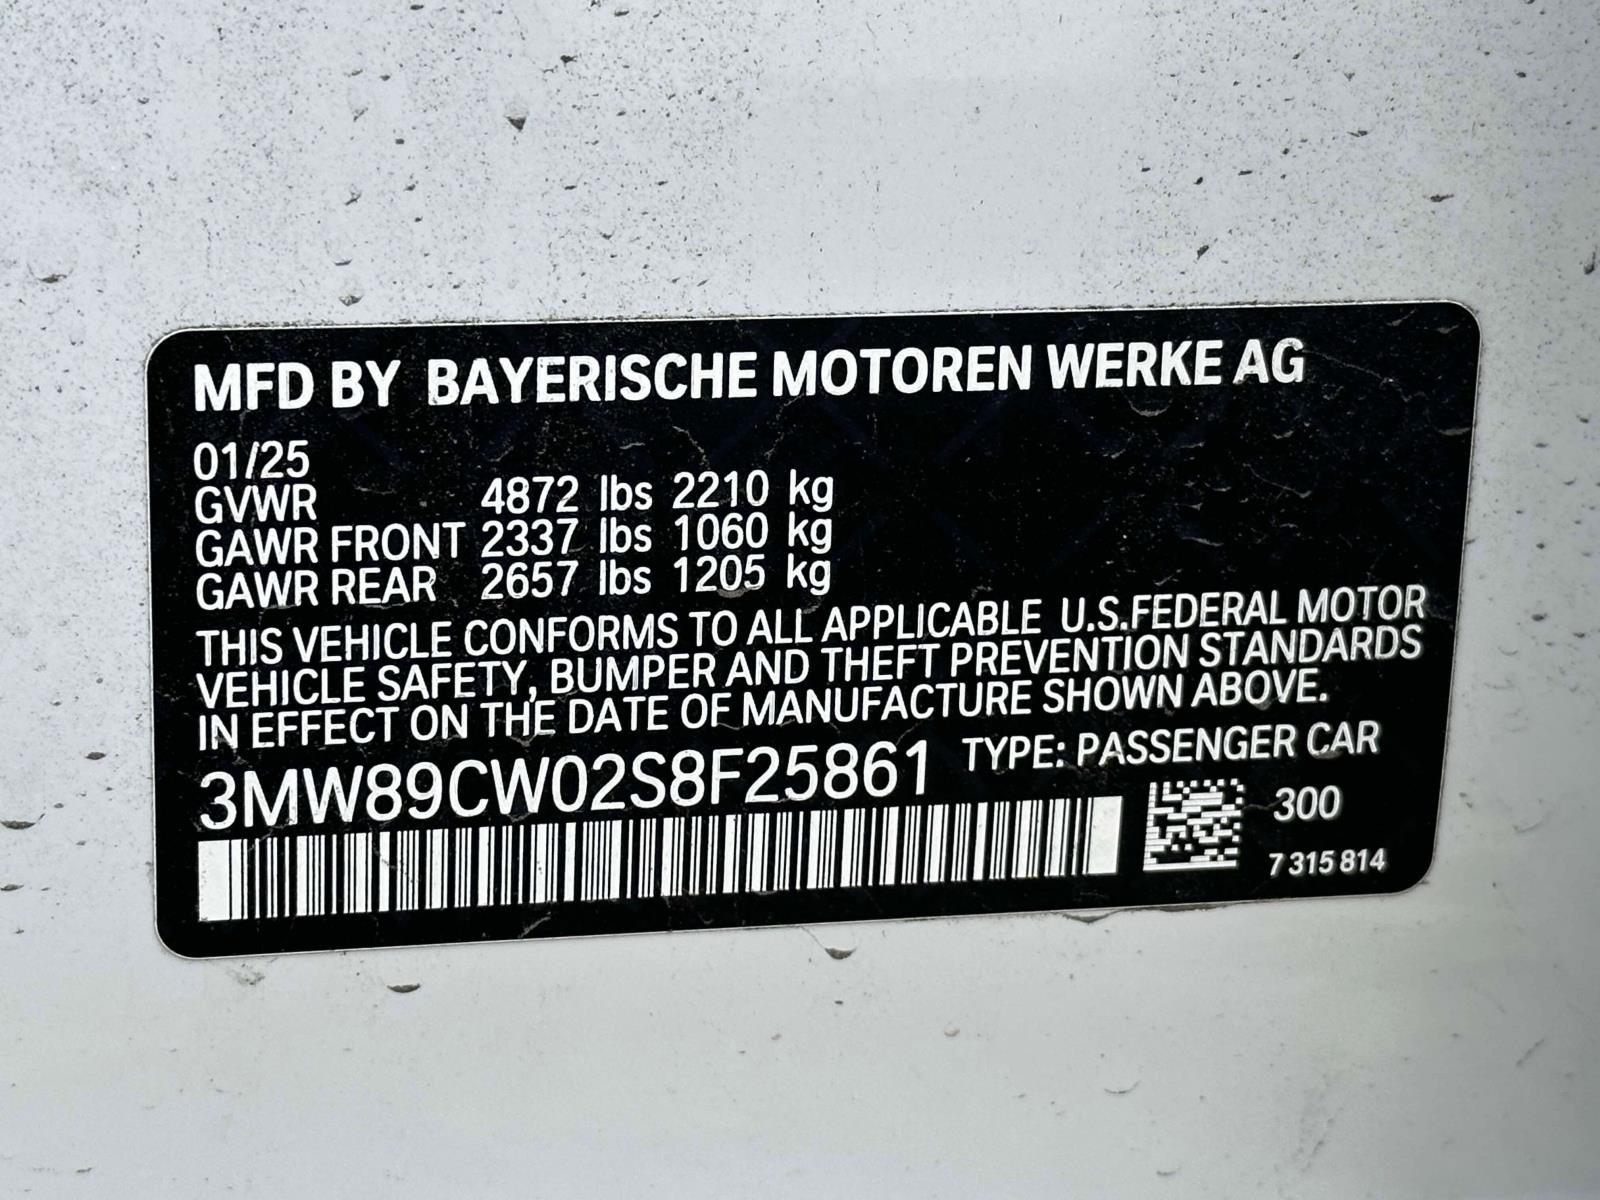 MFD BY BAYERISCHE MOTOREN WERKE AG
01/25
GVWR 4872 lbs 2210 kg
GAWR FRONT 2337 lbs 1060 kg
GAWR REAR 2657 lbs 1205 kg
THIS VEHICLE CONFORMS TO ALL APPLICABLE U.S.FEDERAL MOTOR
VEHICLE SAFETY, BUMPER AND THEFT PREVENTION STANDARDS
IN EFFECT ON THE DATE OF MANUFACTURE SHOWN ABOVE.
3MW89CW02S8F25861 TYPE: PASSENGER CAR
300
7 315 814